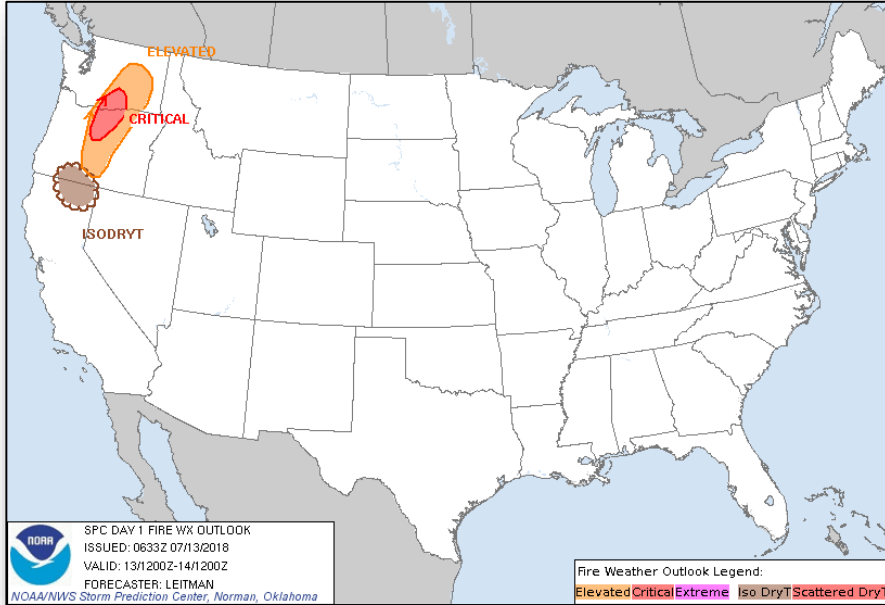 ELEVATED
CRITICAL
ISODRYT
NOAA
SPC DAY 1 FIRE WX OUTLOOK
ISSUED: 0633Z 07/13/2018
VALID: 13/1200Z-14/1200Z
FORECASTER: LEITMAN
NOAA/NWS Storm Prediction Center, Norman, Oklahoma
Fire Weather Outlook Legend:
Elevated Critical Extreme Iso DryT Scattered DryT